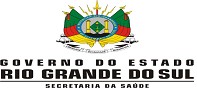 GOVERNO DO ESTADO
RIO GRANDE DO SUL
SECRETARIA DA SAÚDE